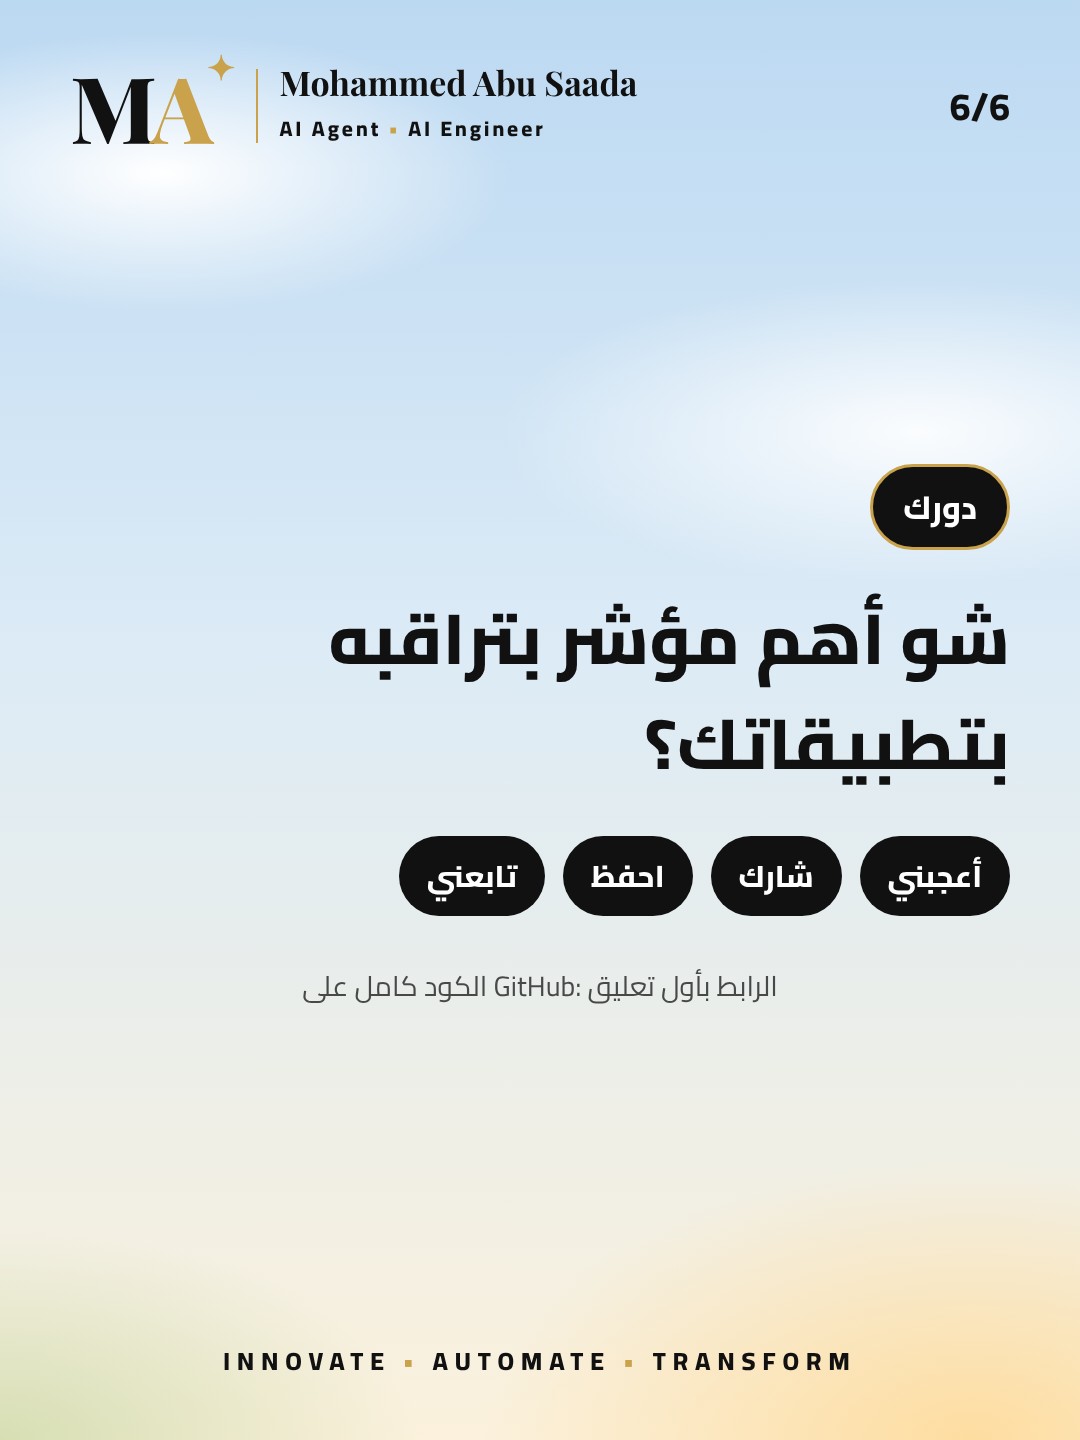 MA
Mohammed Abu Saada
AI Agent ▪ AI Engineer
6/6
دورك
شو أهم مؤشر بتراقبه
بتطبيقاتك؟
أعجبني
شارك
احفظ
تابعني
الرابط بأول تعليق :GitHub الكود كامل على
INNOVATE ▪ AUTOMATE ▪ TRANSFORM